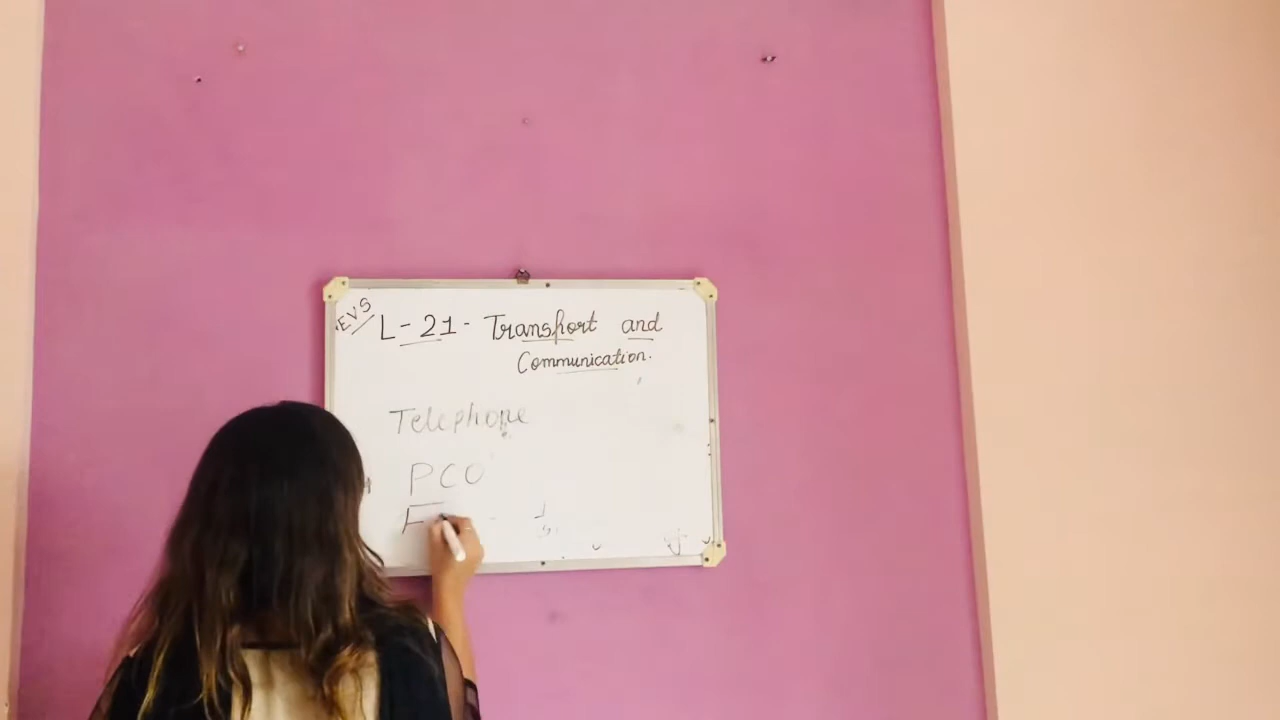 EVS
L-21- Transport and
Communication.
Telephone
PCO
F